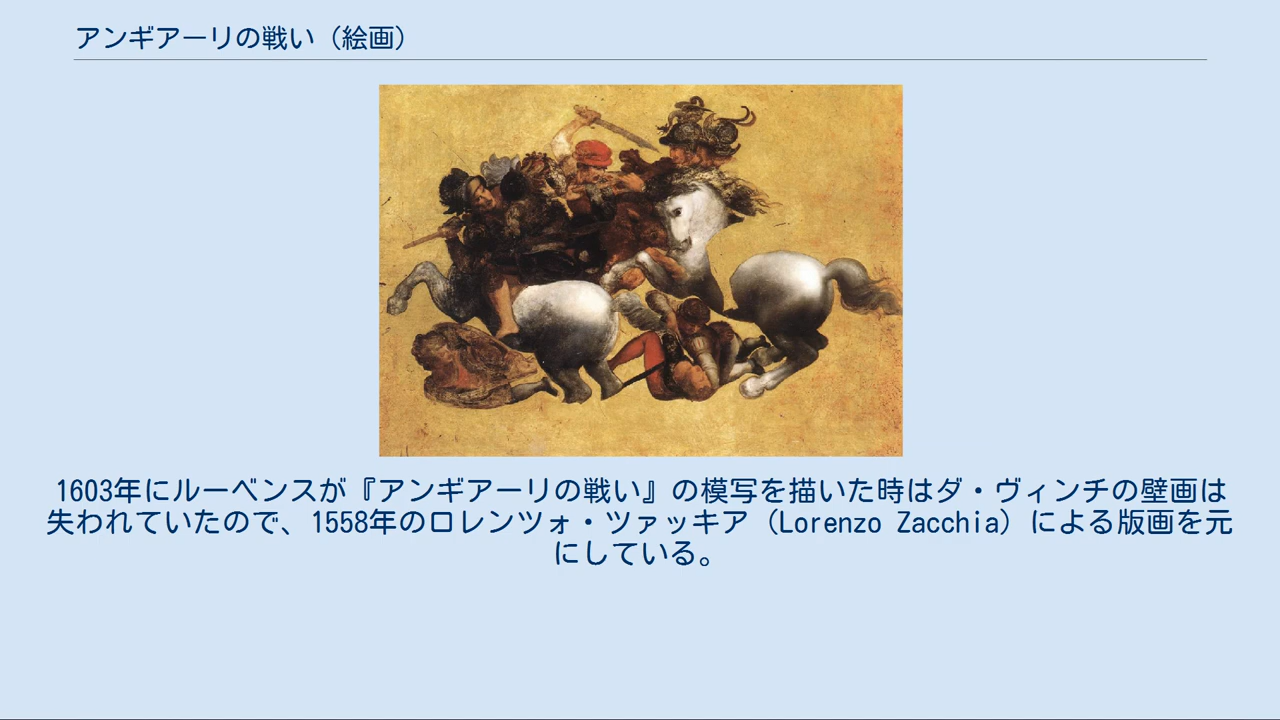 アンギアーリの戦い（絵画）
1603年にルーベンスが『アンギアーリの戦い』の模写を描いた時はダ・ヴィンチの壁画は
失われていたので、1558年のロレンツォ・ツァッキア（Lorenzo Zacchia）による版画を元
にしている。